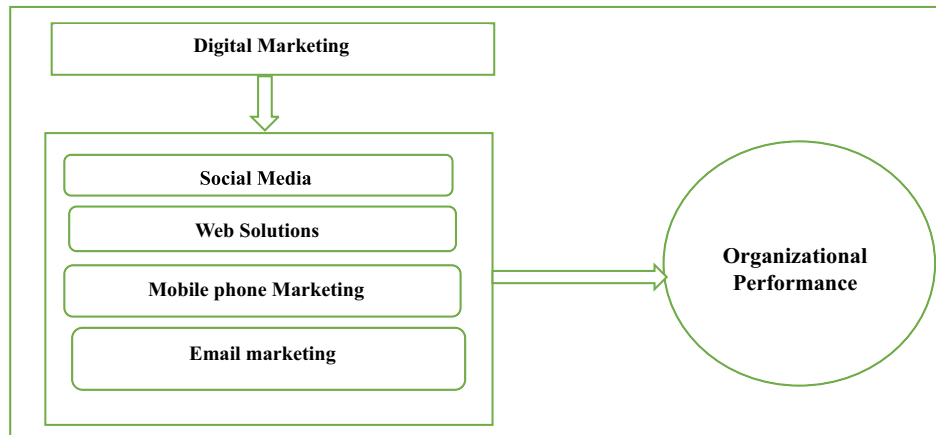 Digital Marketing
Social Media
Web Solutions
Mobile phone Marketing
Email marketing
Organizational
Performance